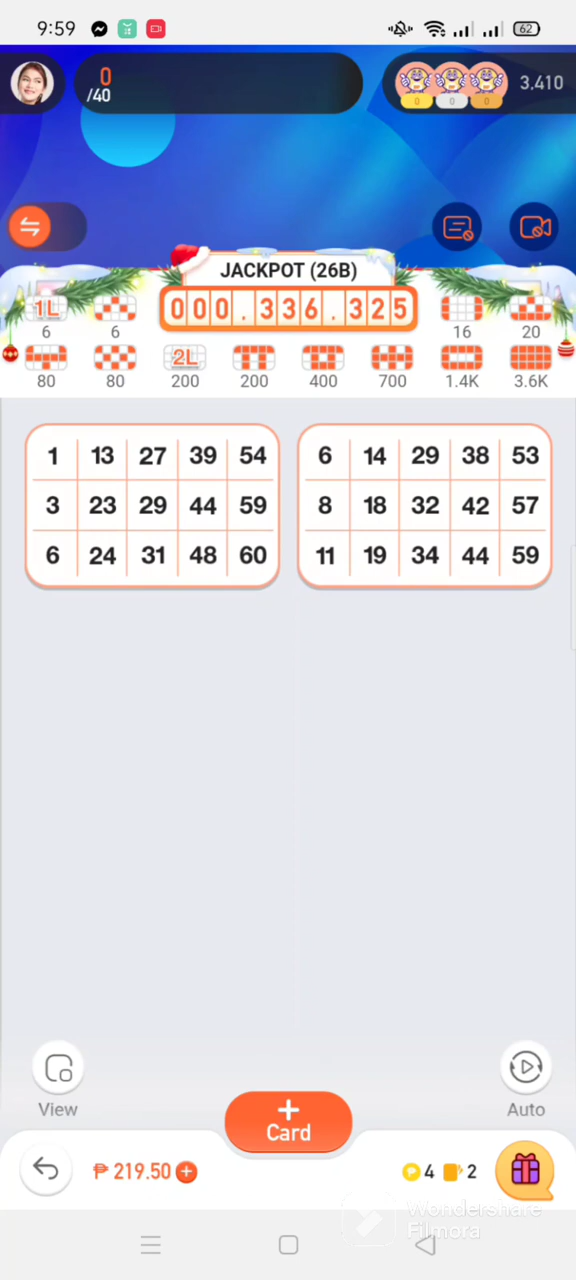 9:59
62
0
/40
0 0 0
3.410
JACKPOT (26B)
000.336.325
1L
6
6
16
20
2L
80
80
200
200
400
700
1.4K
3.6K
1 13 27 39 54
3 23 29 44 59
6 24 31 48 60
6 14 29 38 53
8 18 32 42 57
11 19 34 44 59
View
Auto
+
Card
₱ 219.50 +
P 4
2
Wondershare
Filmora